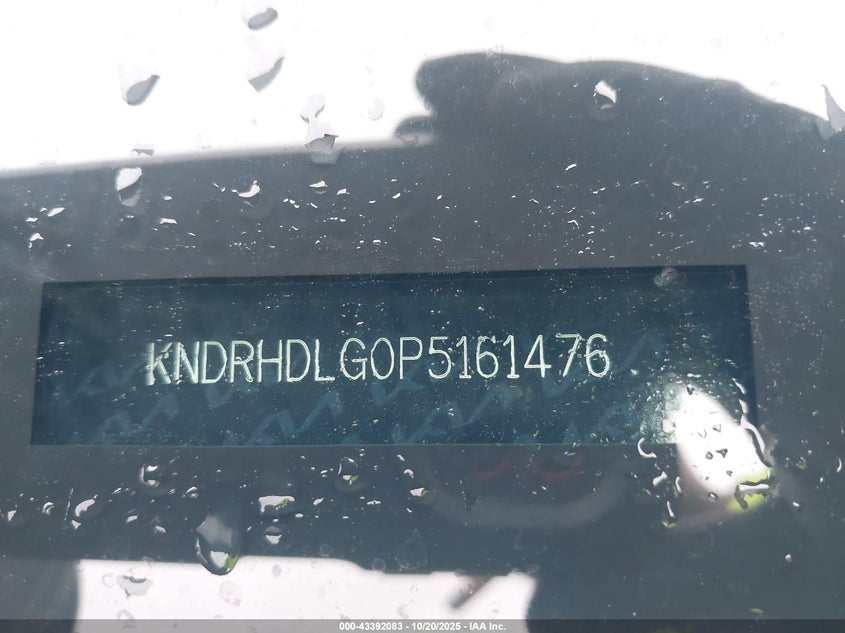 KNDRHDLG0P5161476
000-43392083 - 10/20/2025 - IAA Inc.